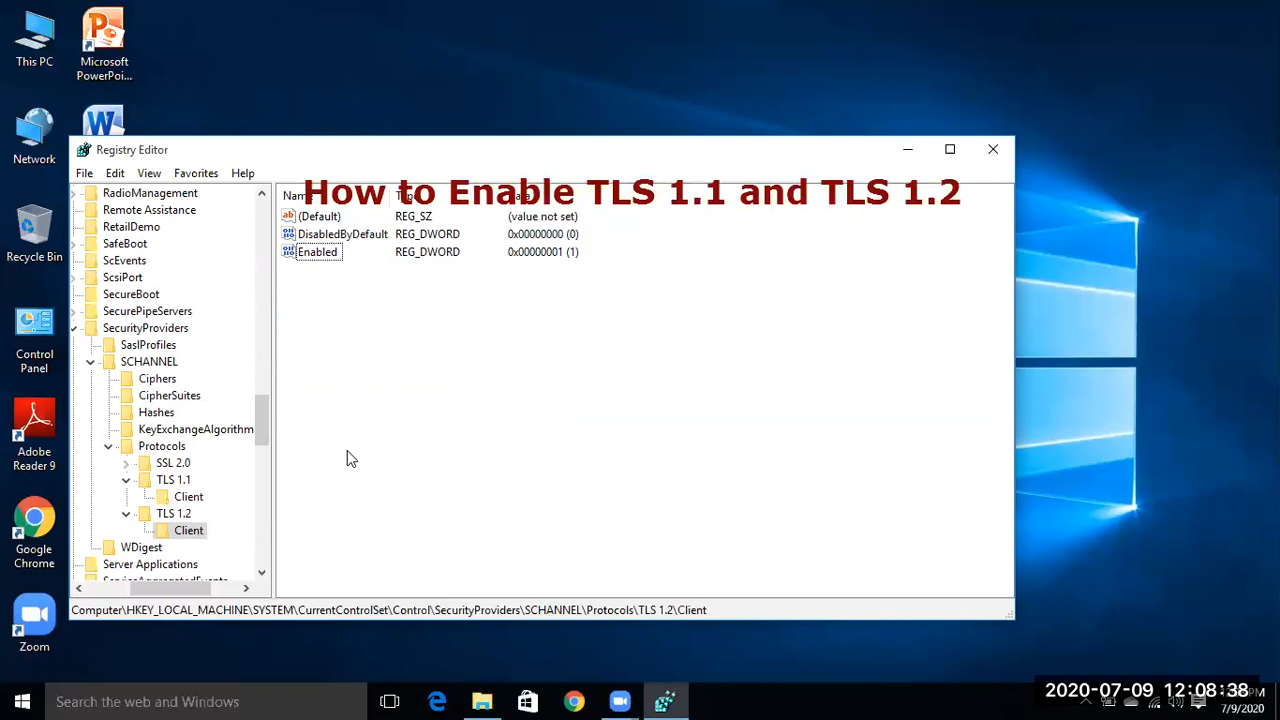 This PC
Microsoft
PowerPoi...
Network
Recycle Bin
Control
Panel
Adobe
Reader 9
Google
Chrome
Zoom
Registry Editor
File Edit View Favorites Help
How to Enable TLS 1.1 and TLS 1.2
RadioManagement
Remote Assistance
RetailDemo
SafeBoot
ScEvents
ScsiPort
SecureBoot
SecurePipeServers
SecurityProviders
SaslProfiles
SCHANNEL
Ciphers
CipherSuites
Hashes
KeyExchangeAlgorithm
Protocols
SSL 2.0
TLS 1.1
Client
TLS 1.2
Client
WDigest
Server Applications
Name
ab (Default) REG_SZ (value not set)
DisabledByDefault REG_DWORD 0x00000000 (0)
Enabled REG_DWORD 0x00000001 (1)
Computer\HKEY_LOCAL_MACHINE\SYSTEM\CurrentControlSet\Control\SecurityProviders\SCHANNEL\Protocols\TLS 1.2\Client
Search the web and Windows
2020-07-09 12:08:38
7/9/2020